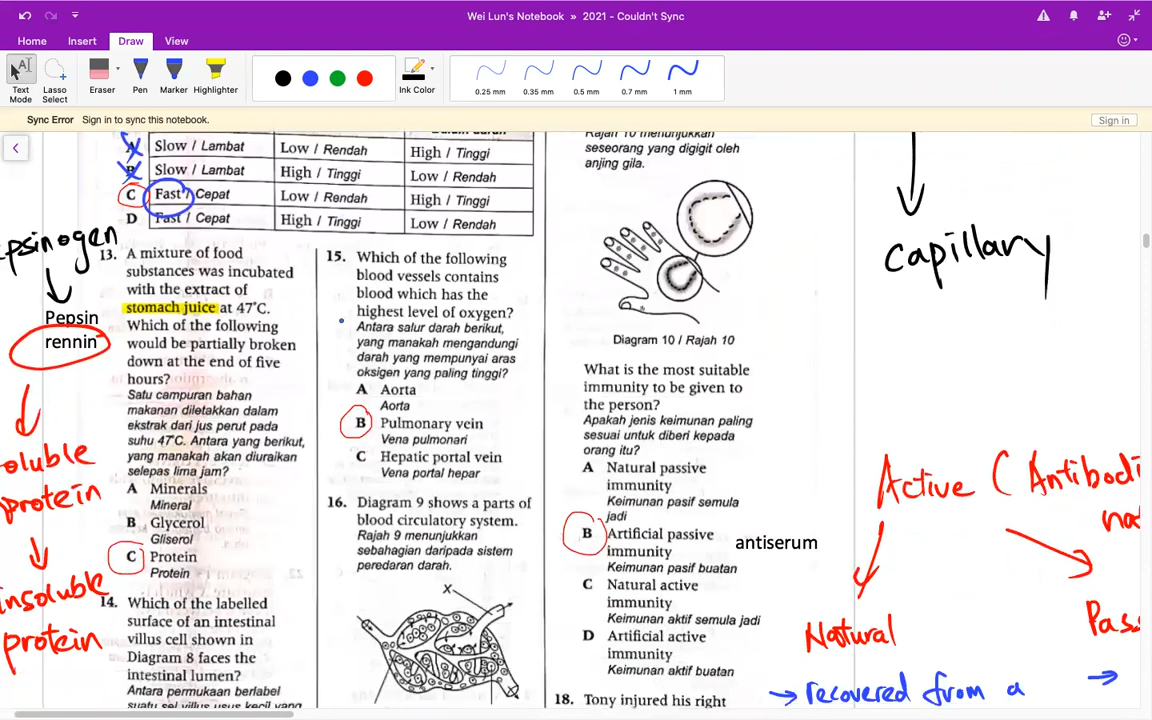 Wei Lun's Notebook » 2021 - Couldn't Sync
Home Insert Draw View
Text Mode
Lasso Select
Eraser
Pen
Marker
Highlighter
Ink Color
0.25 mm
0.35 mm
0.5 mm
0.7 mm
1 mm
Sync Error Sign in to sync this notebook.
Sign in
A Slow / Lambat Low / Rendah High / Tinggi
B Slow / Lambat High / Tinggi Low / Rendah
C Fast / Cepat Low / Rendah High / Tinggi
D Fast / Cepat High / Tinggi Low / Rendah
epsinogen
Pepsin
rennin
oluble
protein
insoluble
protein
13. A mixture of food
substances was incubated
with the extract of
stomach juice at 47°C.
Which of the following
would be partially broken
down at the end of five
hours?
Satu campuran bahan
makanan diletakkan dalam
ekstrak dari jus perut pada
suhu 47°C. Antara yang berikut,
yang manakah akan diuraikan
selepas lima jam?
A Minerals
Mineral
B Glycerol
Gliserol
C Protein
Protein
14. Which of the labelled
surface of an intestinal
villus cell shown in
Diagram 8 faces the
intestinal lumen?
Antara permukaan berlabel
suatu sel vilus usus kecil yang
15. Which of the following
blood vessels contains
blood which has the
highest level of oxygen?
Antara salur darah berikut,
yang manakah mengandungi
darah yang mempunyai aras
oksigen yang paling tinggi?
A Aorta
Aorta
B Pulmonary vein
Vena pulmonari
C Hepatic portal vein
Vena portal hepar
16. Diagram 9 shows a parts of
blood circulatory system.
Rajah 9 menunjukkan
sebahagian daripada sistem
peredaran darah.
X
Rajah 10 menunjukkan
seseorang yang digigit oleh
anjing gila.
Diagram 10 / Rajah 10
What is the most suitable
immunity to be given to
the person?
Apakah jenis keimunan paling
sesuai untuk diberi kepada
orang itu?
A Natural passive
immunity
Keimunan pasif semula
jadi
B Artificial passive
immunity
Keimunan pasif buatan
antiserum
C Natural active
immunity
Keimunan aktif semula jadi
D Artificial active
immunity
Keimunan aktif buatan
18. Tony injured his right
capillary
Active ( Antibodi
na
Natural
Pas
→ recovered from a →